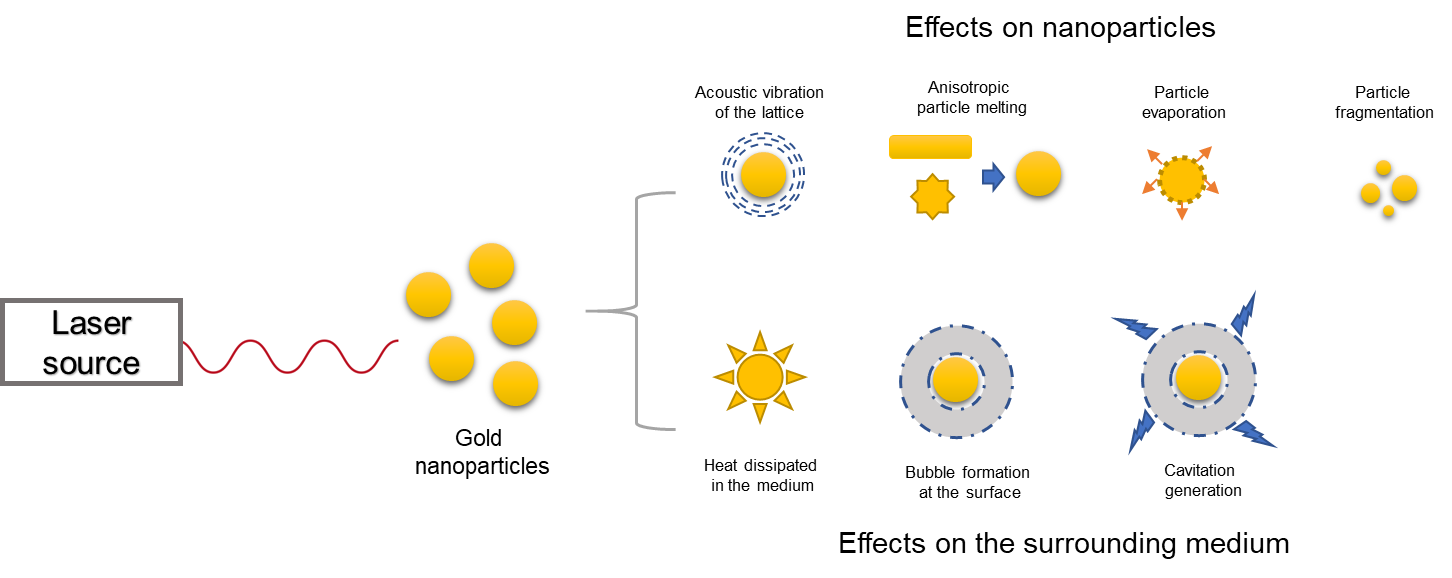 Effects on nanoparticles
Acoustic vibration
of the lattice
Anisotropic
particle melting
Particle
evaporation
Particle
fragmentation
Laser
source
Gold
nanoparticles
Heat dissipated
in the medium
Bubble formation
at the surface
Cavitation
generation
Effects on the surrounding medium